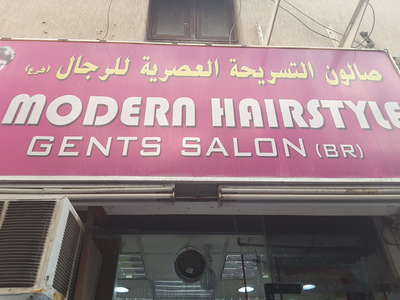 صالون التسريحة العصرية للرجال (فرع)
MODERN HAIRSTYLE
GENTS SALON (BR)